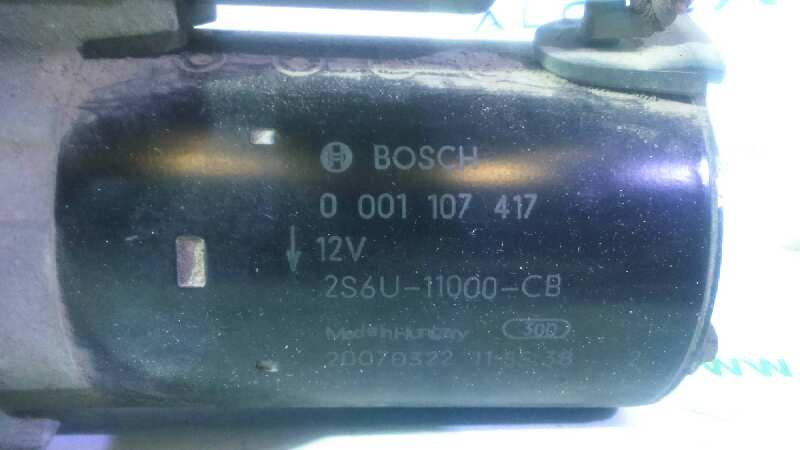 BOSCH
0 001 107 417
12V
2S6U-11000-CB
Made in Hungary 300
20070322